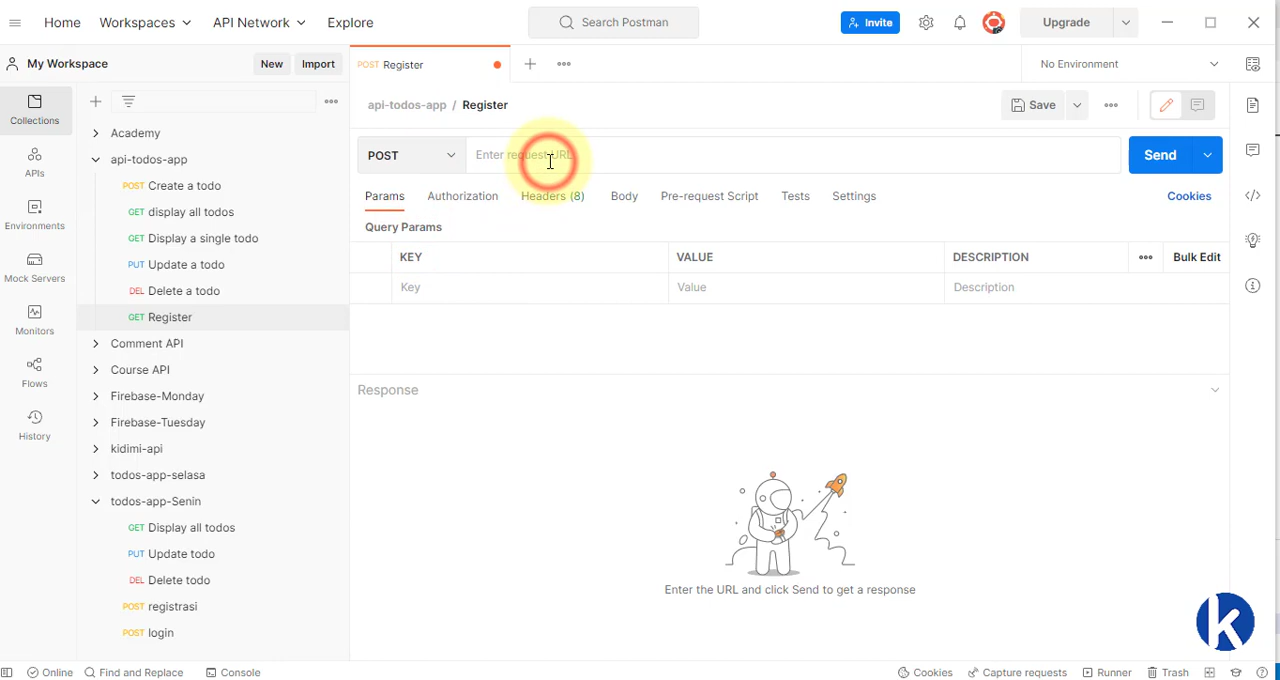 Home Workspaces API Network Explore Search Postman Invite Upgrade
My Workspace New Import POST Register No Environment
api-todos-app / Register Save
Collections
APIs
Environments
Mock Servers
Monitors
Flows
History
Academy
api-todos-app
POST Create a todo
GET display all todos
GET Display a single todo
PUT Update a todo
DEL Delete a todo
GET Register
Comment API
Course API
Firebase-Monday
Firebase-Tuesday
kidimi-api
todos-app-selasa
todos-app-Senin
GET Display all todos
PUT Update todo
DEL Delete todo
POST registrasi
POST login
POST Enter request URL Send
Params Authorization Headers (8) Body Pre-request Script Tests Settings Cookies
Query Params
KEY VALUE DESCRIPTION Bulk Edit
Key Value Description
Response
Enter the URL and click Send to get a response
k
Online Find and Replace Console Cookies Capture requests Runner Trash